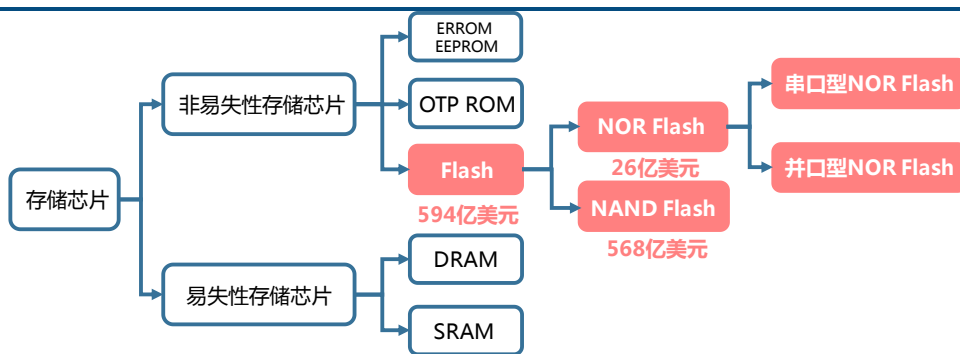 存储芯片
非易失性存储芯片
ERROM
EEPROM
OTP ROM
Flash
594亿美元
NOR Flash
26亿美元
串口型NOR Flash
并口型NOR Flash
NAND Flash
568亿美元
易失性存储芯片
DRAM
SRAM